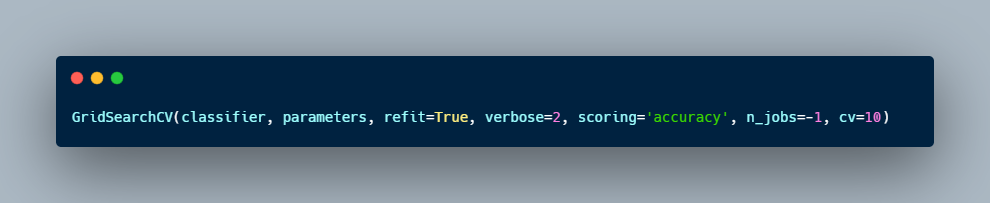 GridSearchCV(classifier, parameters, refit=True, verbose=2, scoring='accuracy', n_jobs=-1, cv=10)